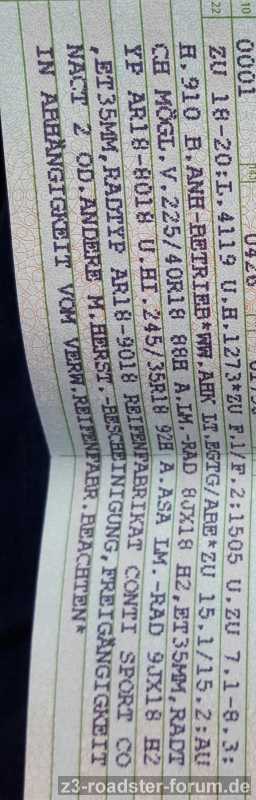 10
0001
22
ZU 18-20:L.4119 U.H.1273*ZU F.1/F.2:1505 U.ZU 7.1-8.3:
H.910 B.ANH-BETRIEB*WW.AHK LT.EGTG/ABE*ZU 15.1/15.2:AU
CH MÖGL.V.225/40R18 88H A.LM.-RAD 8JX18 H2,ET35MM,RADT
YP AR18-8018 U.HI.245/35R18 92H A.ASA LM.-RAD 9JX18 H2
,ET35MM,RADTYP AR18-9018 REIFENFABRIKAT CONTI SPORT CO
NACT 2 OD.ANDERE M.HERST.-BESCHEINIGUNG,FREIGÄNGIGKEIT
IN ABHÄNGIGKEIT VOM VERW.REIFENFABR.BEACHTEN*
z3-roadster-forum.de